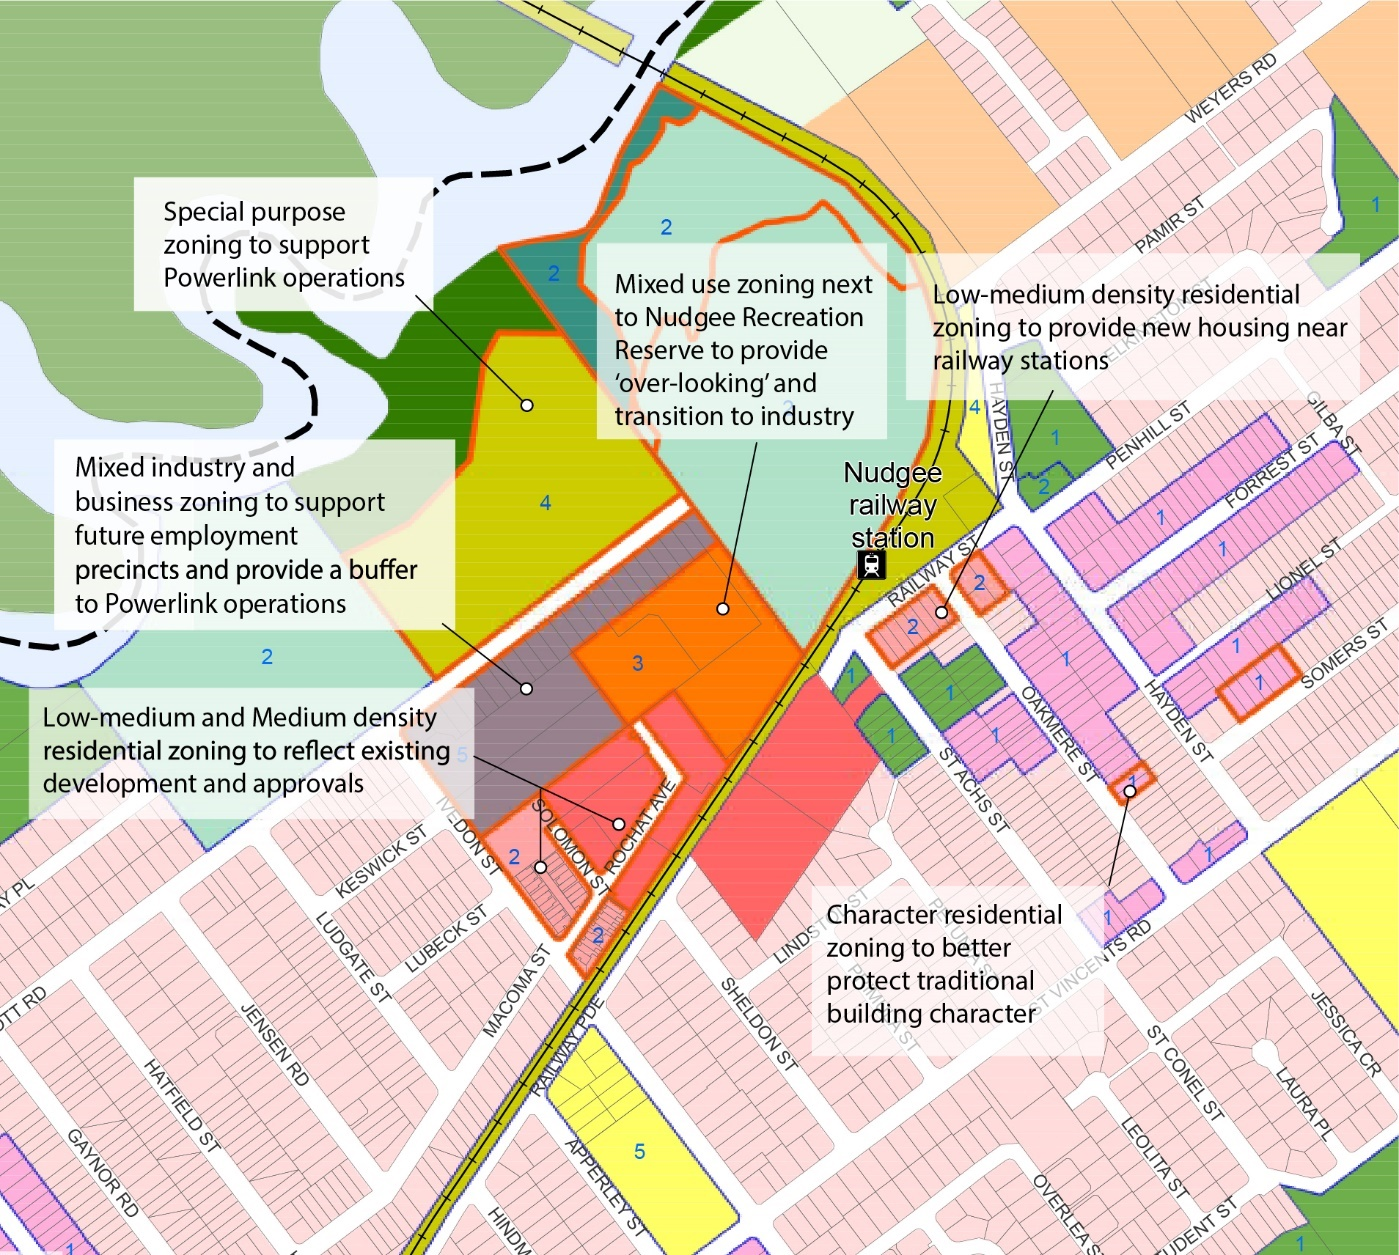 WEYERS RD
PAMIR ST
1
2
Special purpose
zoning to support
Powerlink operations
2
Mixed use zoning next
to Nudgee Recreation
Reserve to provide
‘over-looking’ and
transition to industry
Low-medium density residential
zoning to provide new housing near
railway stations
HAYDEN ST
4
1
2
PENHILL ST
GILBA ST
FORREST ST
1
1
LIONEL ST
Mixed industry and
business zoning to support
future employment
precincts and provide a buffer
to Powerlink operations
4
Nudgee
railway
station
RAILWAY ST
2
2
3
2
1
1
1
1
1
1
1
SOMERS ST
OAKMERE ST
HAYDEN ST
ST ACHS ST
1
Low-medium and Medium density
residential zoning to reflect existing
development and approvals
5
SOLOMON ST
ROCHAT AVE
2
2
KESWICK ST
LUBECK ST
LUDGATE ST
MACOMA ST
JENSEN RD
HATFIELD ST
GAYNOR RD
1
RAILWAY PDE
SHELDON ST
Character residential
zoning to better
protect traditional
building character
1
1
ST VINCENTS RD
5
APPERLEY ST
ST CONEL ST
JESSICA CR
LAURA PL
LEOLITA ST
1